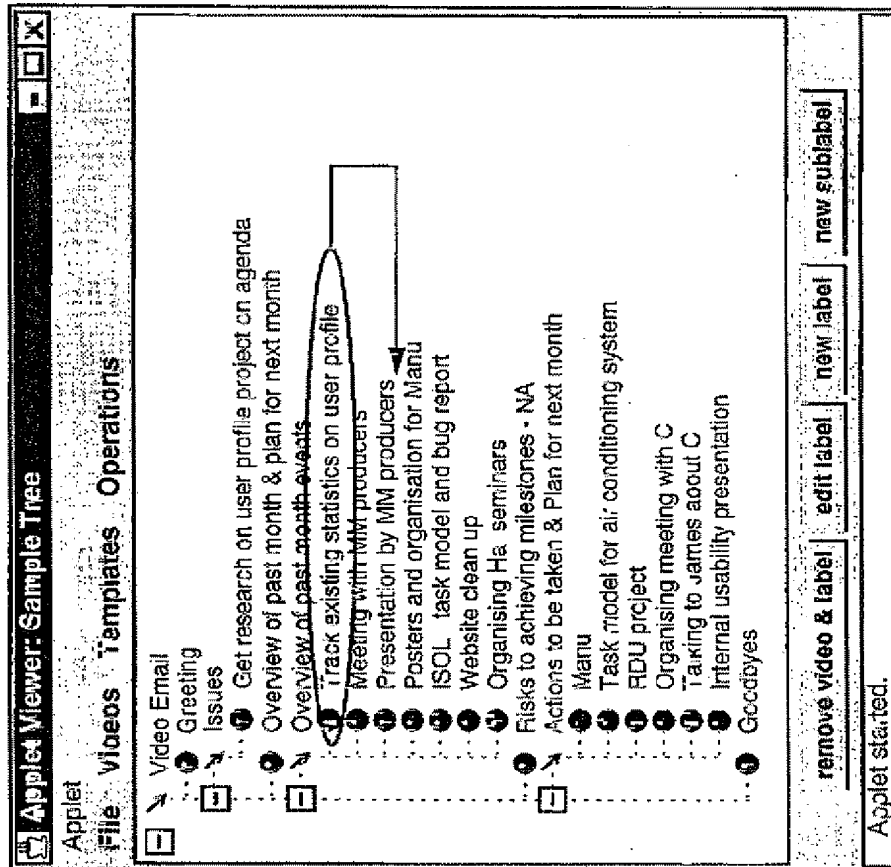 Applet Viewer: Sample Tree
Applet
File Videos Templates Operations
Video Email
Greeting
Issues
Get research on user profile project on agenda
Overview of past month & plan for next month
Overview of past month events
Track existing statistics on user profile
Meeting with MM producers
Presentation by MM producers
Posters and organisation for Manu
ISOL task model and bug report
Website clean up
Organising Ha seminars
Risks to achieving milestones - NA
Actions to be taken & Plan for next month
Manu
Task model for air conditioning system
RDU project
Organising meeting with C
Talking to James about C
Internal usability presentation
Goodbyes
remove video & label edit label new label new sublabel
Applet started.